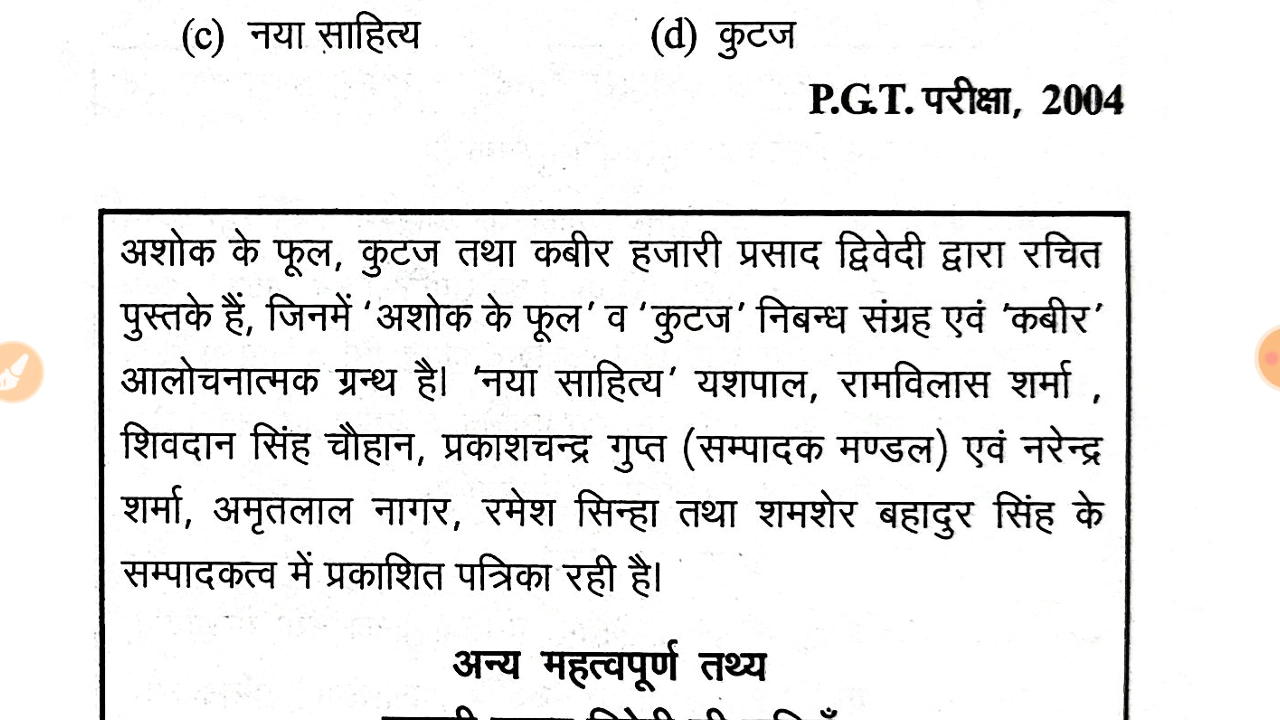 (c) नया साहित्य (d) कुटज
P.G.T. परीक्षा, 2004
अशोक के फूल, कुटज तथा कबीर हजारी प्रसाद द्विवेदी द्वारा रचित
पुस्तके हैं, जिनमें ‘अशोक के फूल’ व ‘कुटज’ निबन्ध संग्रह एवं ‘कबीर’
आलोचनात्मक ग्रन्थ है। ‘नया साहित्य’ यशपाल, रामविलास शर्मा ,
शिवदान सिंह चौहान, प्रकाशचन्द्र गुप्त (सम्पादक मण्डल) एवं नरेन्द्र
शर्मा, अमृतलाल नागर, रमेश सिन्हा तथा शमशेर बहादुर सिंह के
सम्पादकत्व में प्रकाशित पत्रिका रही है।
अन्य महत्वपूर्ण तथ्य